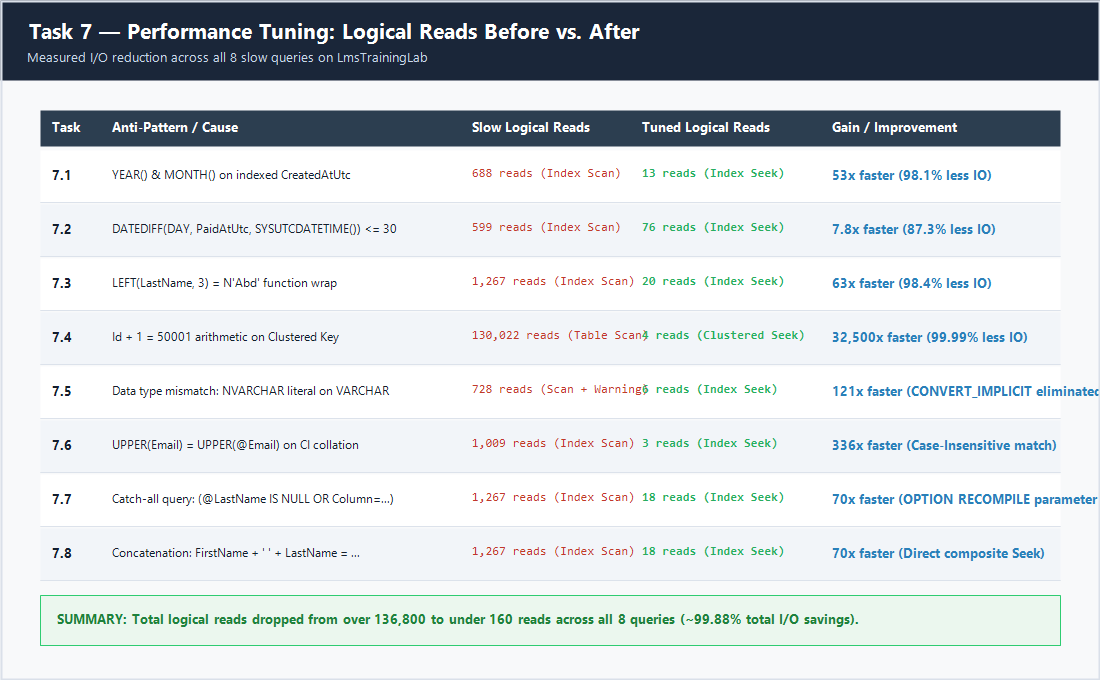 Task 7 — Performance Tuning: Logical Reads Before vs. After
Measured I/O reduction across all 8 slow queries on LmsTrainingLab
Task Anti-Pattern / Cause Slow Logical Reads Tuned Logical Reads Gain / Improvement
7.1 YEAR() & MONTH() on indexed CreatedAtUtc 688 reads (Index Scan) 13 reads (Index Seek) 53x faster (98.1% less IO)
7.2 DATEDIFF(DAY, PaidAtUtc, SYSUTCDATETIME()) <= 30 599 reads (Index Scan) 76 reads (Index Seek) 7.8x faster (87.3% less IO)
7.3 LEFT(LastName, 3) = N'Abd' function wrap 1,267 reads (Index Scan) 20 reads (Index Seek) 63x faster (98.4% less IO)
7.4 Id + 1 = 50001 arithmetic on Clustered Key 130,022 reads (Table Scan) 4 reads (Clustered Seek) 32,500x faster (99.99% less IO)
7.5 Data type mismatch: NVARCHAR literal on VARCHAR 728 reads (Scan + Warning) reads (Index Seek) 121x faster (CONVERT_IMPLICIT eliminated
7.6 UPPER(Email) = UPPER(@Email) on CI collation 1,009 reads (Index Scan) 3 reads (Index Seek) 336x faster (Case-Insensitive match)
7.7 Catch-all query: (@LastName IS NULL OR Column=...) 1,267 reads (Index Scan) 18 reads (Index Seek) 70x faster (OPTION RECOMPILE parameter
7.8 Concatenation: FirstName + ' ' + LastName = ... 1,267 reads (Index Scan) 18 reads (Index Seek) 70x faster (Direct composite Seek)
SUMMARY: Total logical reads dropped from over 136,800 to under 160 reads across all 8 queries (~99.88% total I/O savings).